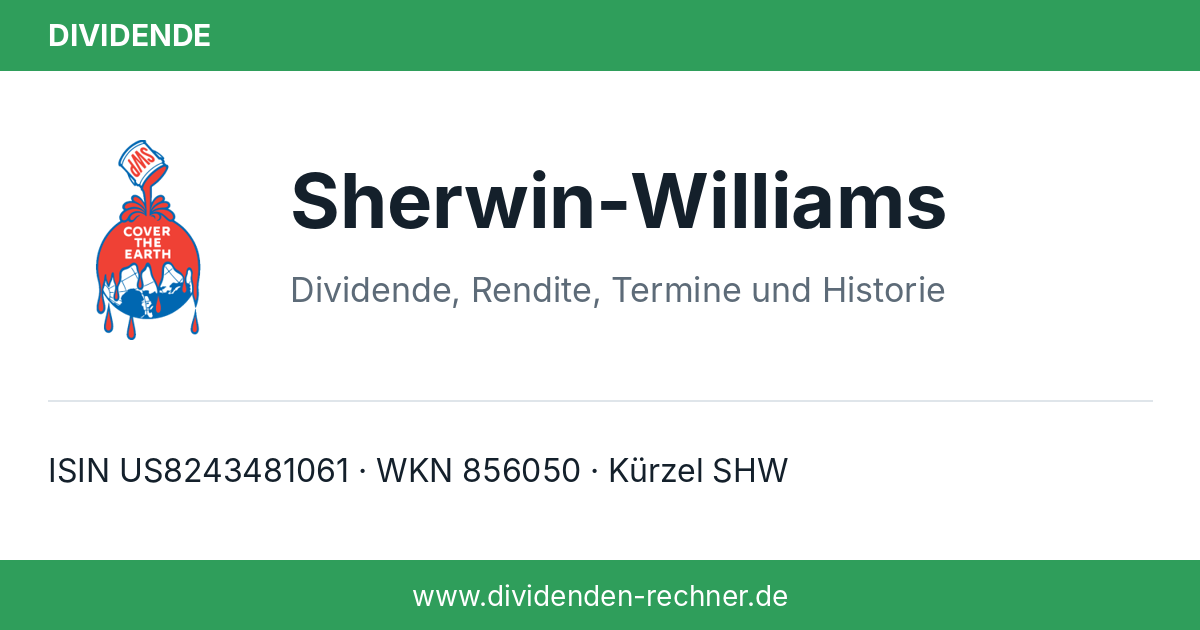 DIVIDENDE
SWP
COVER
THE
EARTH
Sherwin-Williams
Dividende, Rendite, Termine und Historie
ISIN US8243481061 · WKN 856050 · Kürzel SHW
www.dividenden-rechner.de